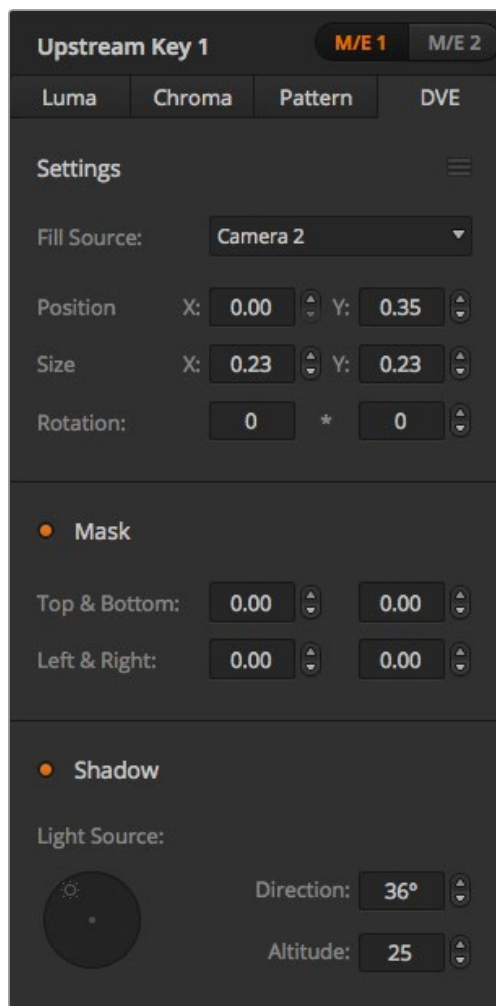 Upstream Key 1 M/E 1 M/E 2
Luma Chroma Pattern DVE
Settings
Fill Source: Camera 2
Position X: 0.00 Y: 0.35
Size X: 0.23 Y: 0.23
Rotation: 0 * 0
Mask
Top & Bottom: 0.00 0.00
Left & Right: 0.00 0.00
Shadow
Light Source:
Direction: 36°
Altitude: 25